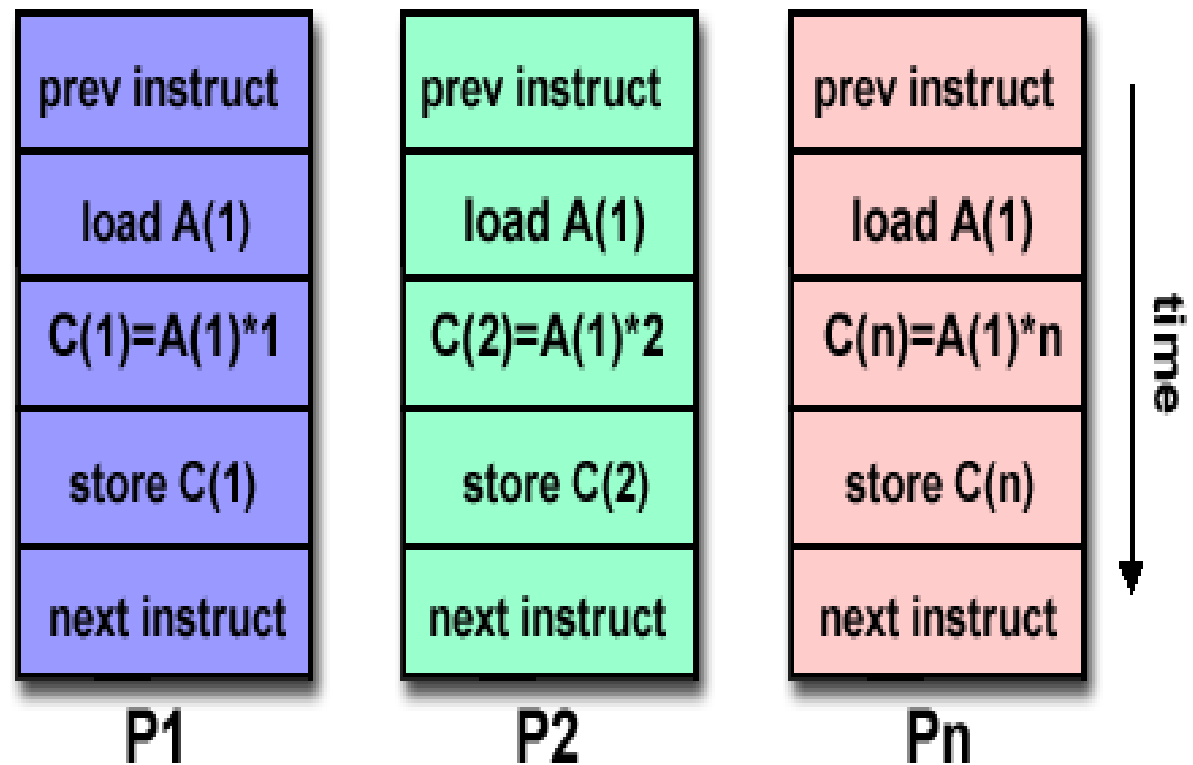 prev instruct
load A(1)
C(1)=A(1)*1
store C(1)
next instruct
P1
prev instruct
load A(1)
C(2)=A(1)*2
store C(2)
next instruct
P2
prev instruct
load A(1)
C(n)=A(1)*n
store C(n)
next instruct
Pn
time